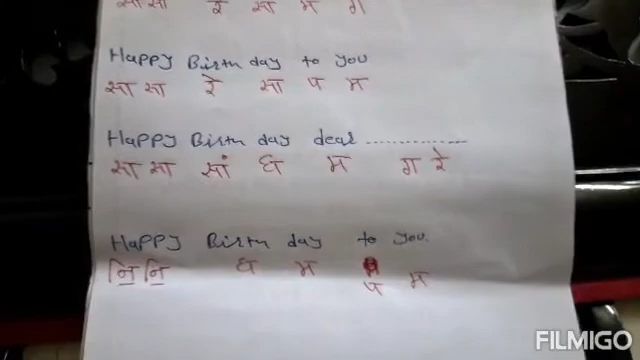 सा सा रे सा म ग
Happy Birth day to you
सा सा रे सा प म
Happy Birth day dear ................
सा सा सां ध म ग रे
Happy Birth day to you.
नि॒ नि॒ ध म प म
FILMIGO